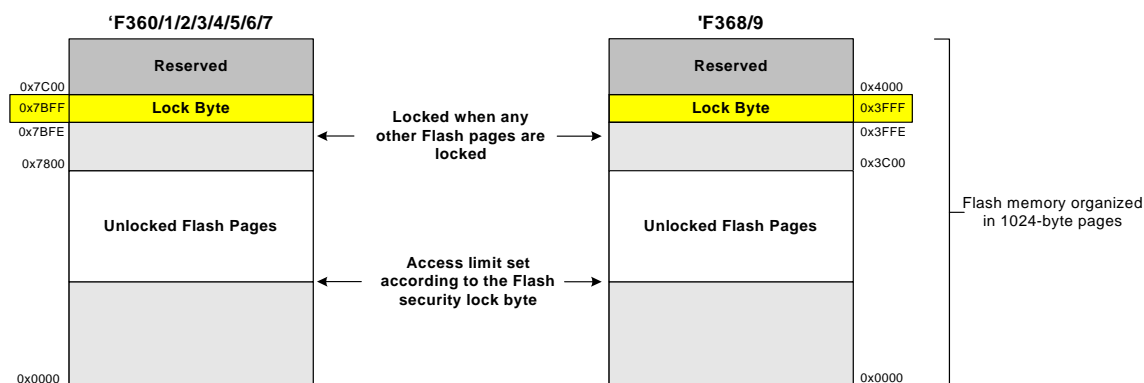 ‘F360/1/2/3/4/5/6/7
Reserved
0x7C00
0x7BFF
Lock Byte
0x7BFE
0x7800
Unlocked Flash Pages
0x0000
Locked when any
other Flash pages are
locked
Access limit set
according to the Flash
security lock byte
'F368/9
Reserved
0x4000
Lock Byte
0x3FFF
0x3FFE
0x3C00
Unlocked Flash Pages
0x0000
Flash memory organized
in 1024-byte pages